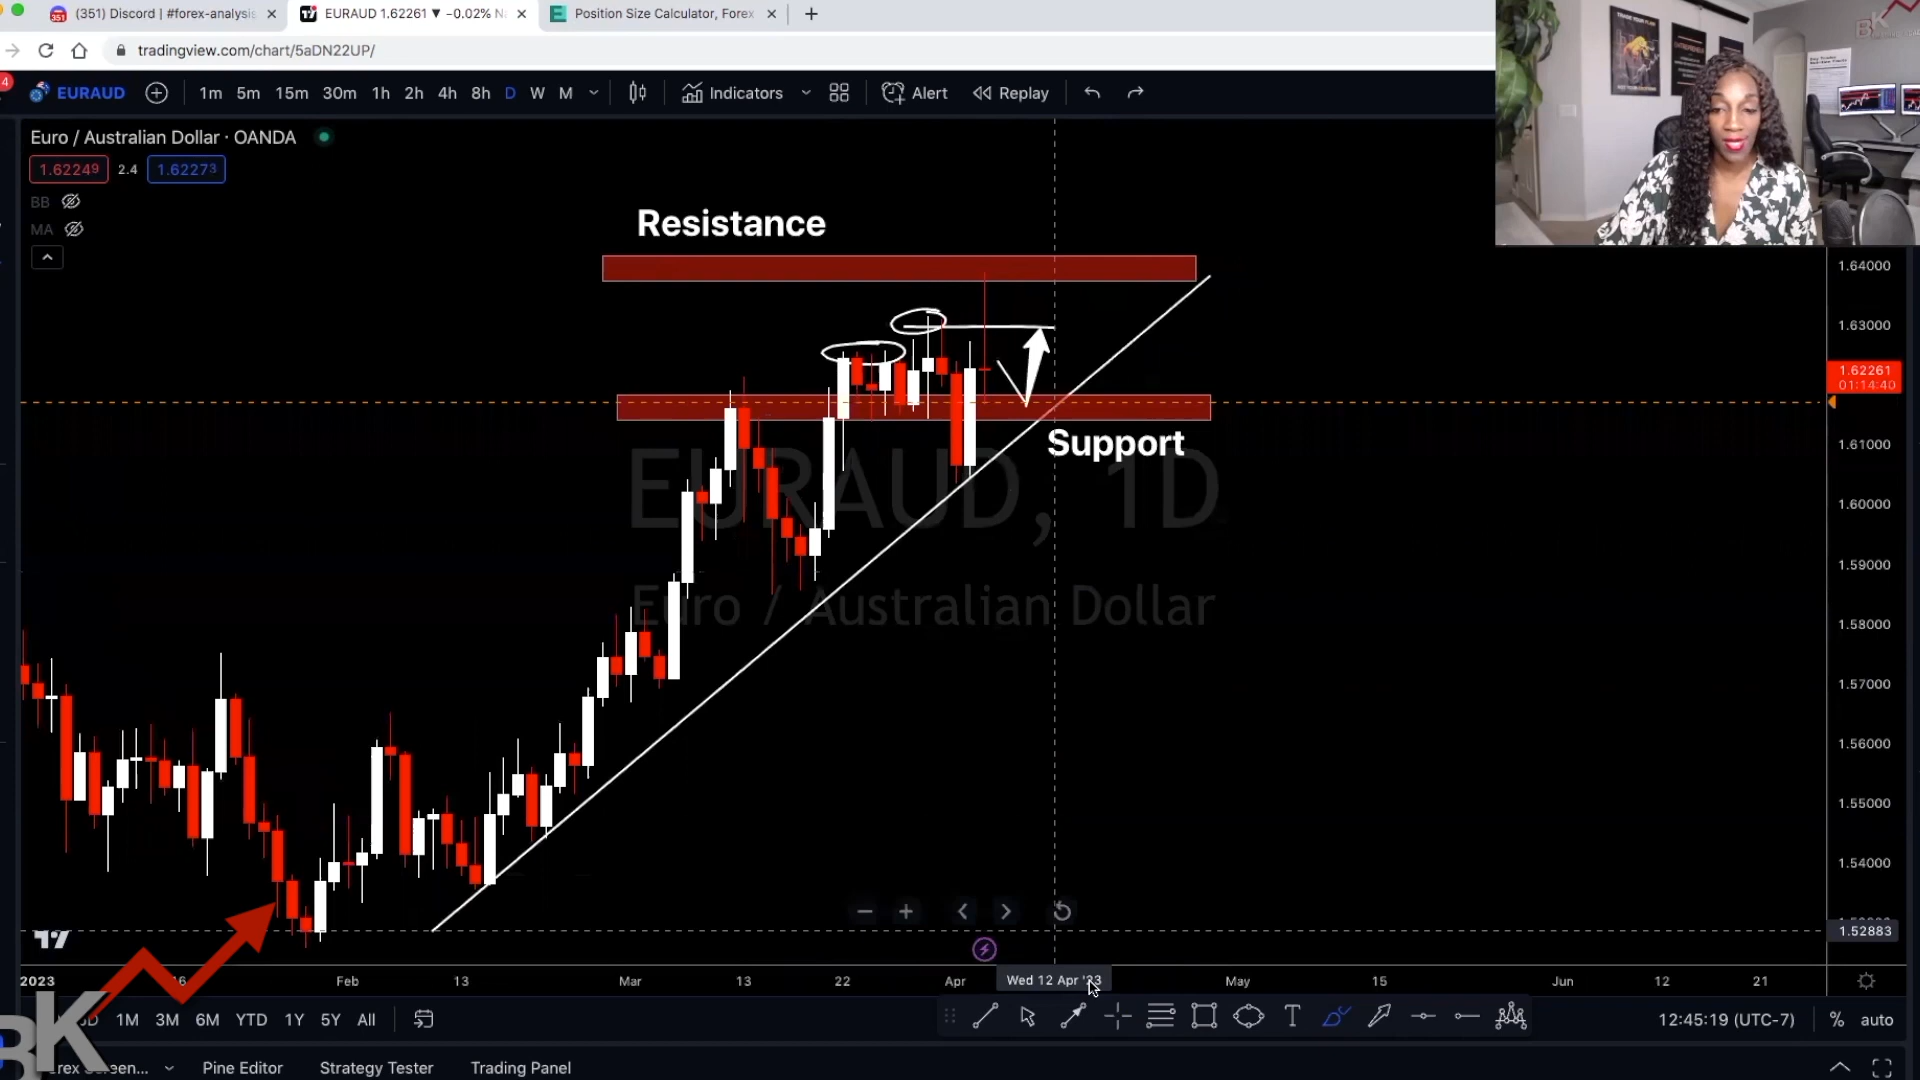 (351) Discord | #forex-analysis
EURAUD 1.62261 ▼ −0.02% N
Position Size Calculator, Forex
tradingview.com/chart/5aDN22UP/
4
EURAUD 1m 5m 15m 30m 1h 2h 4h 8h D W M Indicators Alert Replay
Euro / Australian Dollar · OANDA
1.62249 2.4 1.62273
BB
MA
Resistance
Support
EURAUD, 1D
Euro / Australian Dollar
1.64000
1.63000
1.62261
01:14:40
1.61000
1.60000
1.59000
1.58000
1.57000
1.56000
1.55000
1.54000
1.52883
2023 16 Feb 13 Mar 13 22 Apr Wed 12 Apr '23 May 15 Jun 12 21
1M 3M 6M YTD 1Y 5Y All
12:45:19 (UTC-7) % auto
BK
Pine Editor Strategy Tester Trading Panel